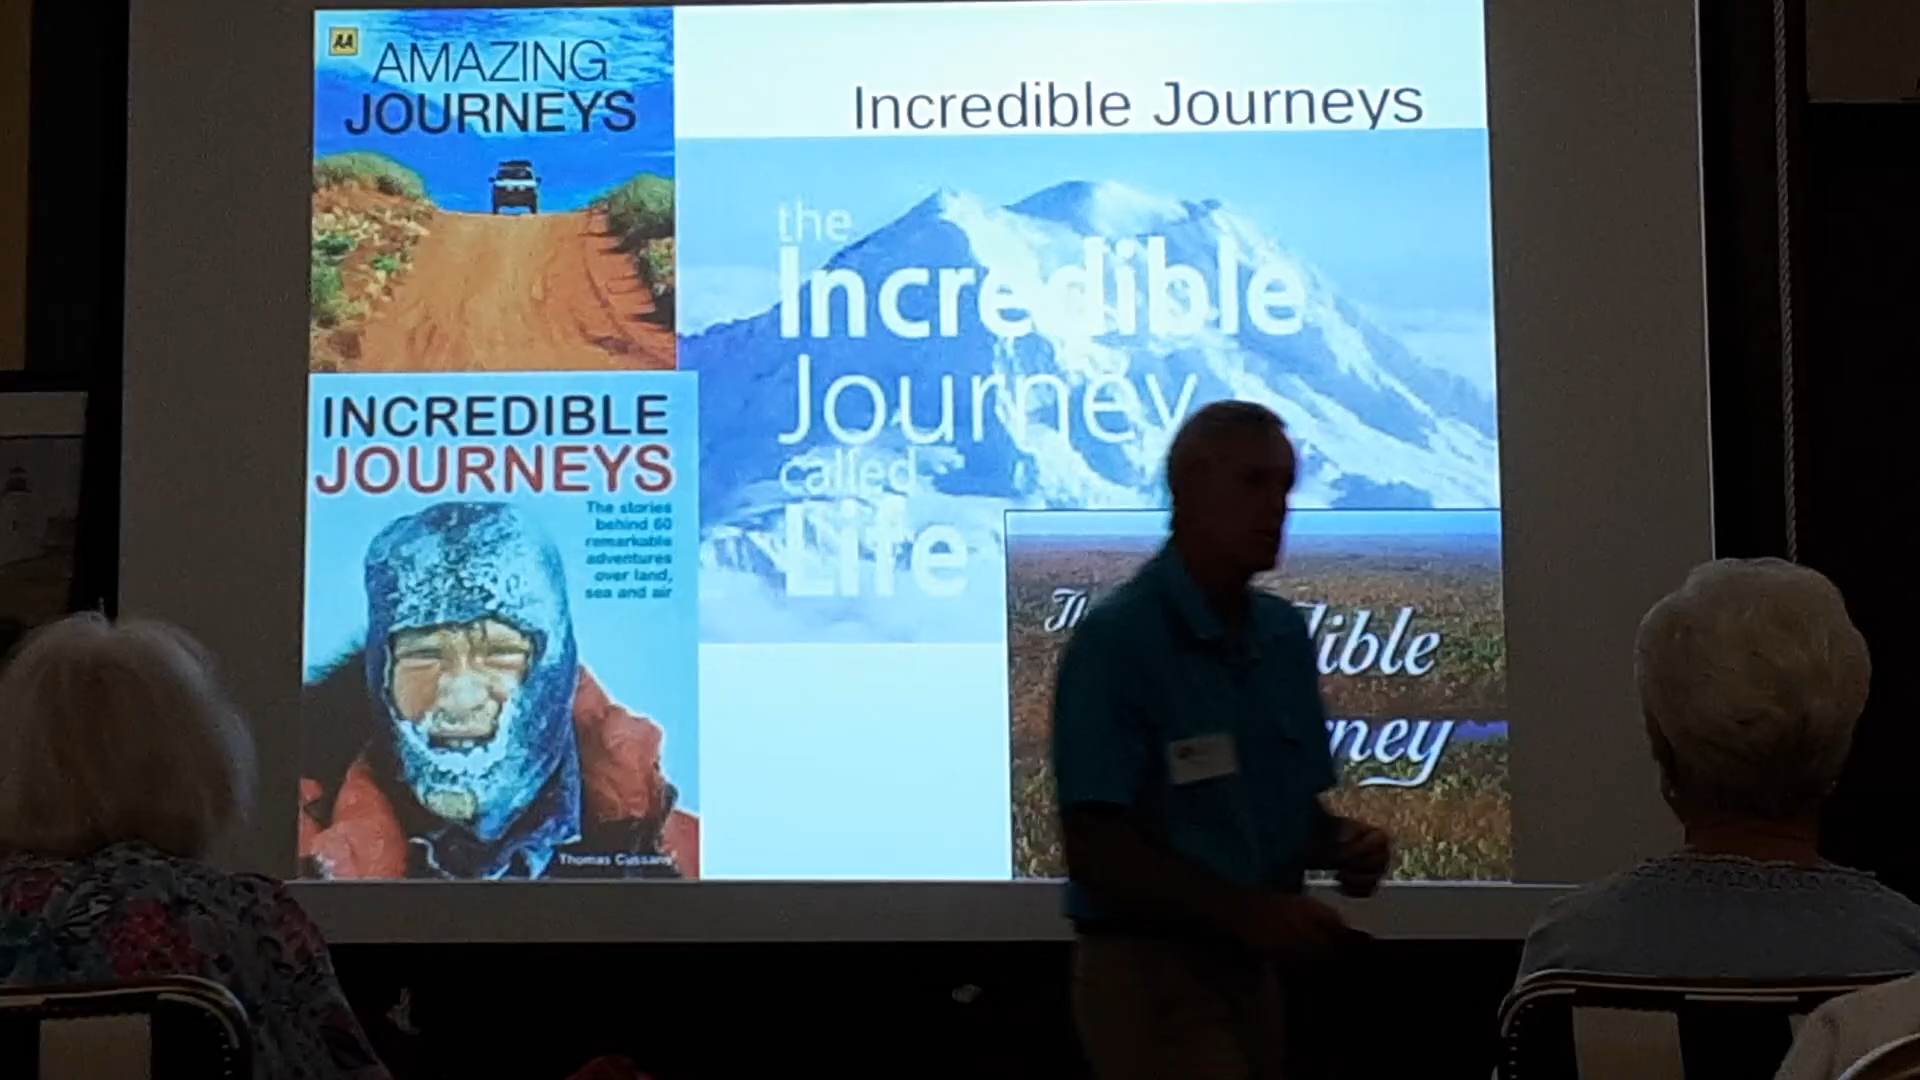 AA
AMAZING
JOURNEYS
Incredible Journeys
the
Incredible
Journey
called
Life
INCREDIBLE
JOURNEYS
The stories
behind 60
remarkable
adventures
over land,
sea and air
Thomas Cussans